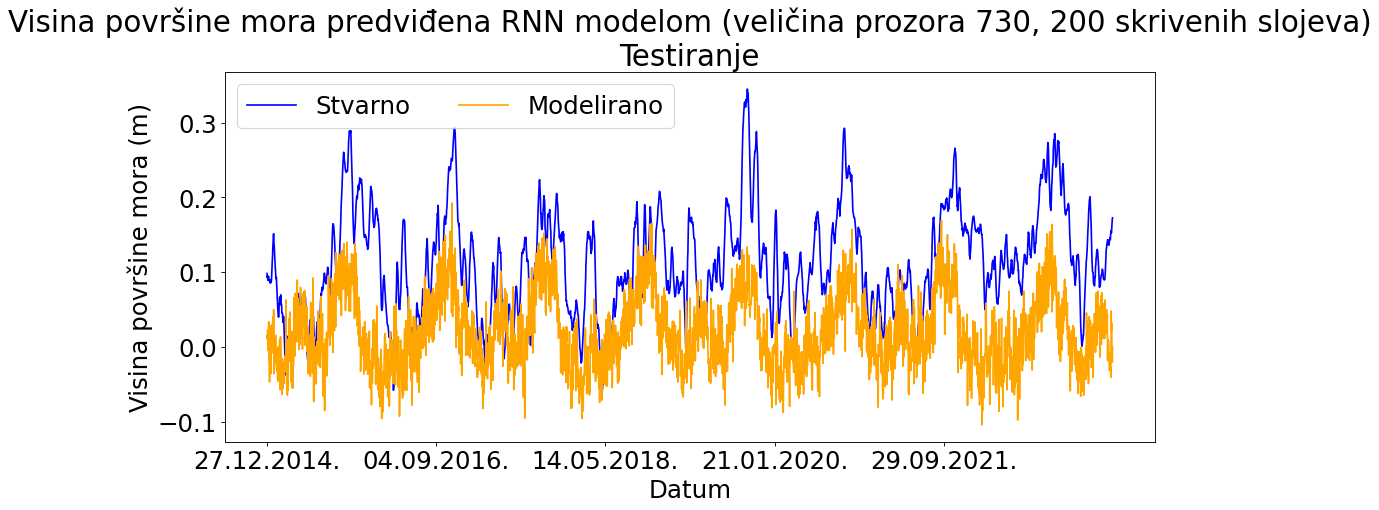 Visina površine mora predviđena RNN modelom (veličina prozora 730, 200 skrivenih slojeva)
Testiranje
Stvarno Modelirano
Visina površine mora (m)
0.3
0.2
0.1
0.0
−0.1
27.12.2014. 04.09.2016. 14.05.2018. 21.01.2020. 29.09.2021.
Datum